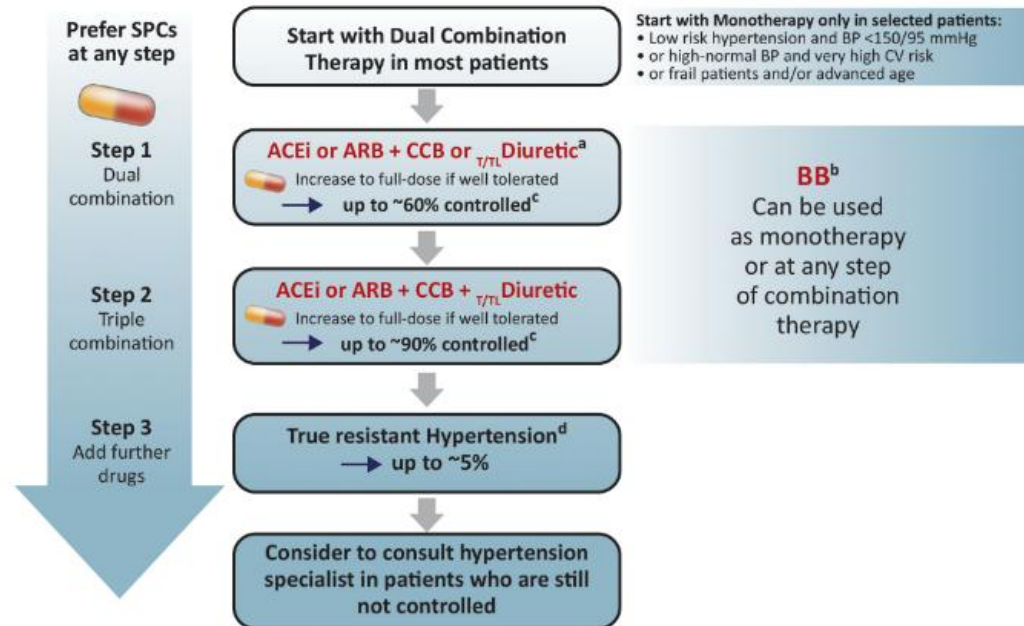 Prefer SPCs
at any step
Step 1
Dual
combination
Step 2
Triple
combination
Step 3
Add further
drugs
Start with Dual Combination
Therapy in most patients
ACEi or ARB + CCB or T/TLDiureticᵃ
Increase to full-dose if well tolerated
→ up to ~60% controlledᶜ
ACEi or ARB + CCB + T/TLDiuretic
Increase to full-dose if well tolerated
→ up to ~90% controlledᶜ
True resistant Hypertensionᵈ
→ up to ~5%
Consider to consult hypertension
specialist in patients who are still
not controlled
Start with Monotherapy only in selected patients:
• Low risk hypertension and BP <150/95 mmHg
• or high-normal BP and very high CV risk
• or frail patients and/or advanced age
BBᵇ
Can be used
as monotherapy
or at any step
of combination
therapy